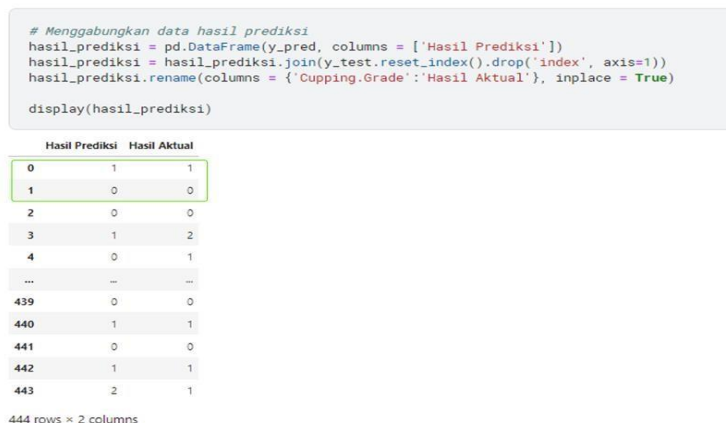 # Menggabungkan data hasil prediksi
hasil_prediksi = pd.DataFrame(y_pred, columns = ['Hasil Prediksi'])
hasil_prediksi = hasil_prediksi.join(y_test.reset_index().drop('index', axis=1))
hasil_prediksi.rename(columns = {'Cupping.Grade':'Hasil Aktual'}, inplace = True)
display(hasil_prediksi)
Hasil Prediksi Hasil Aktual
0 1 1
1 0 0
2 0 0
3 1 2
4 0 1
... ... ...
439 0 0
440 1 1
441 0 0
442 1 1
443 2 1
444 rows × 2 columns